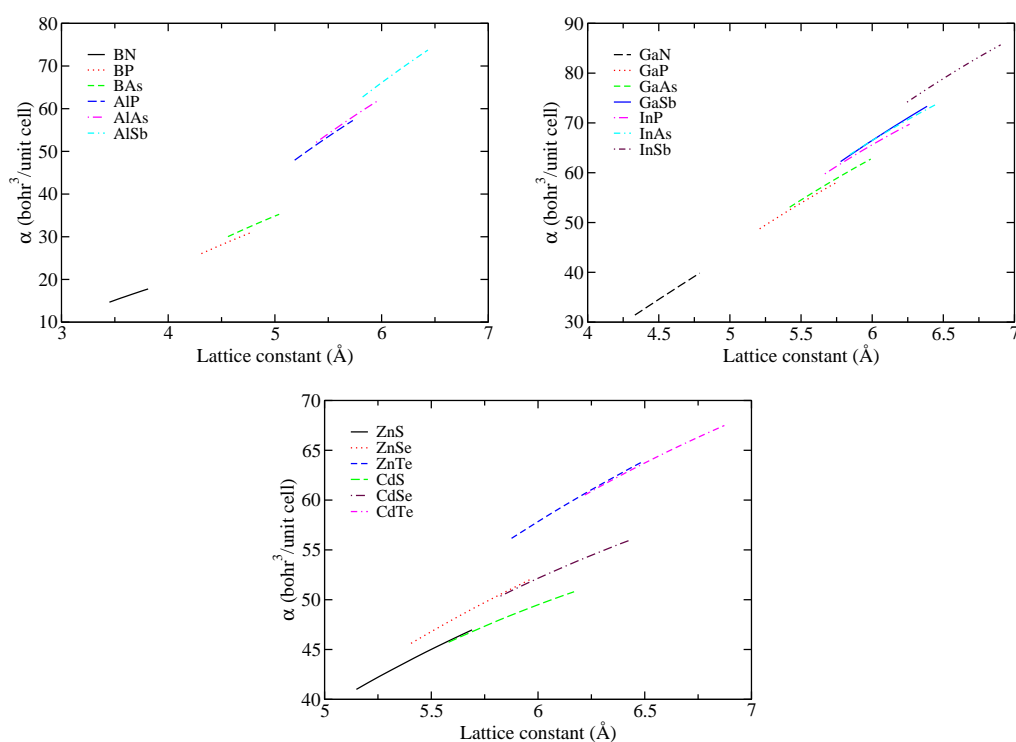 BN
BP
BAs
AlP
AlAs
AlSb
80
70
60
50
40
30
20
10
α (bohr³/unit cell)
3 4 5 6 7
Lattice constant (Å)
GaN
GaP
GaAs
GaSb
InP
InAs
InSb
90
80
70
60
50
40
30
α (bohr³/unit cell)
4 4.5 5 5.5 6 6.5 7
Lattice constant (Å)
ZnS
ZnSe
ZnTe
CdS
CdSe
CdTe
70
65
60
55
50
45
40
α (bohr³/unit cell)
5 5.5 6 6.5 7
Lattice constant (Å)